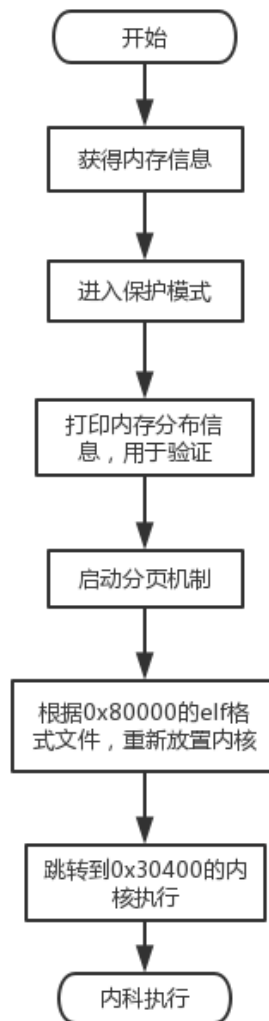 开始
获得内存信息
进入保护模式
打印内存分布信
息，用于验证
启动分页机制
根据0x80000的elf格
式文件，重新放置内核
跳转到0x30400的内
核执行
内科执行